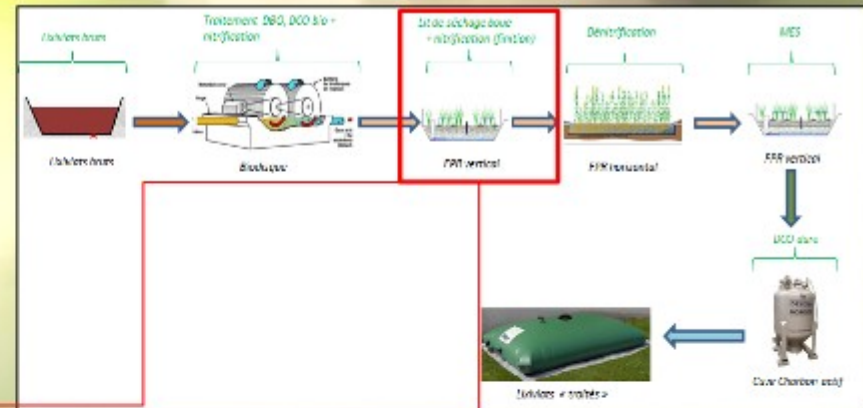 Lixiviats bruts
Traitement DBO, DCO bio +
nitrification
Lit de séchage boue
+ nitrification (finition)
Dénitrification
MES
Lixiviats bruts
Biodisque
FPR vertical
FPR horizontal
FPR vertical
DCO dure
Cuve Charbon actif
Lixiviats « traités »